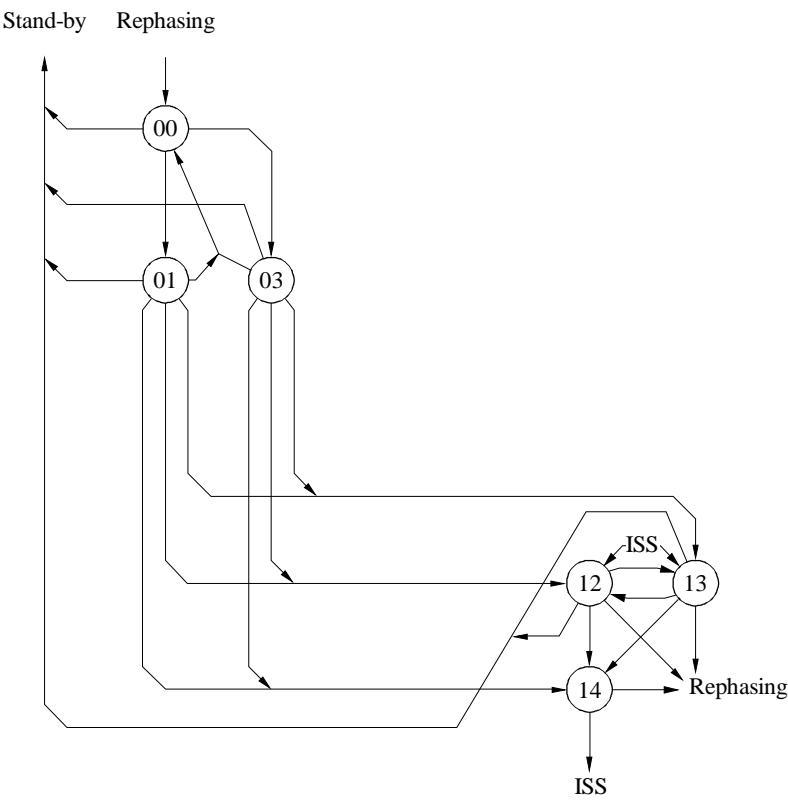 Stand-by Rephasing
00
01 03
ISS
12 13
14 Rephasing
ISS